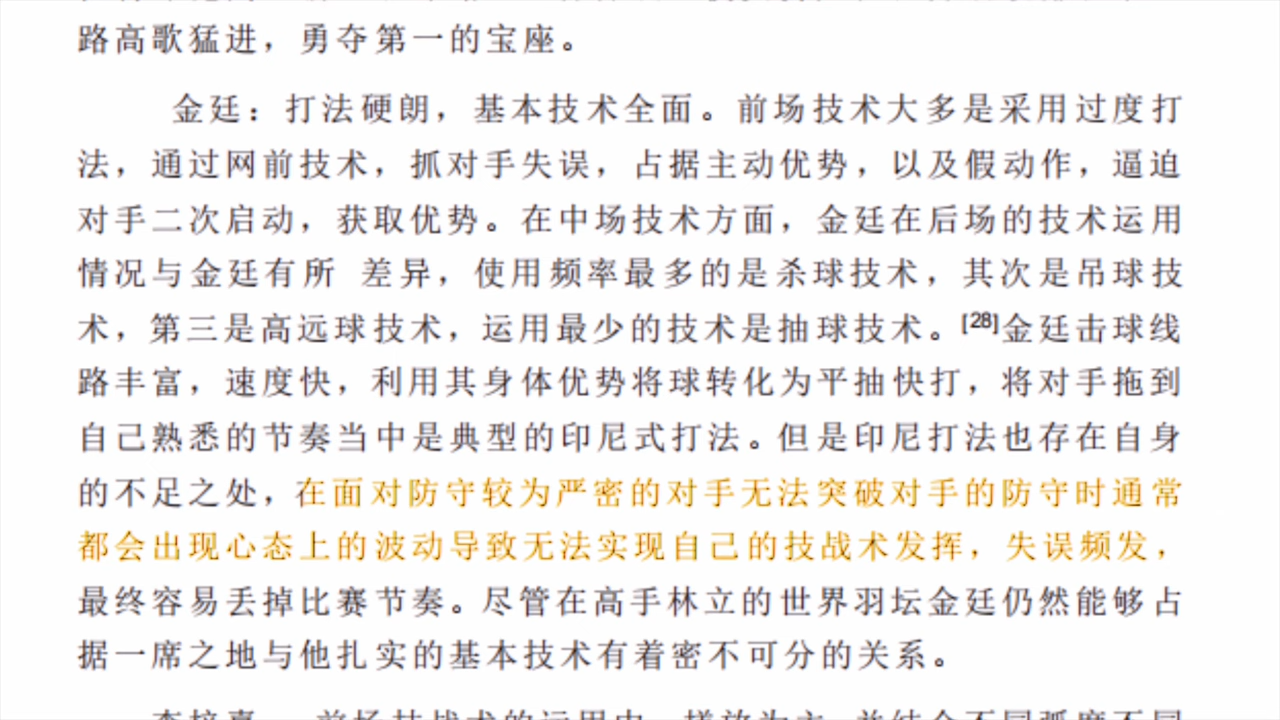 路高歌猛进，勇夺第一的宝座。
金廷：打法硬朗，基本技术全面。前场技术大多是采用过度打
法，通过网前技术，抓对手失误，占据主动优势，以及假动作，逼迫
对手二次启动，获取优势。在中场技术方面，金廷在后场的技术运用
情况与金廷有所 差异，使用频率最多的是杀球技术，其次是吊球技
术，第三是高远球技术，运用最少的技术是抽球技术。[28]金廷击球线
路丰富，速度快，利用其身体优势将球转化为平抽快打，将对手拖到
自己熟悉的节奏当中是典型的印尼式打法。但是印尼打法也存在自身
的不足之处，在面对防守较为严密的对手无法突破对手的防守时通常
都会出现心态上的波动导致无法实现自己的技战术发挥，失误频发，
最终容易丢掉比赛节奏。尽管在高手林立的世界羽坛金廷仍然能够占
据一席之地与他扎实的基本技术有着密不可分的关系。